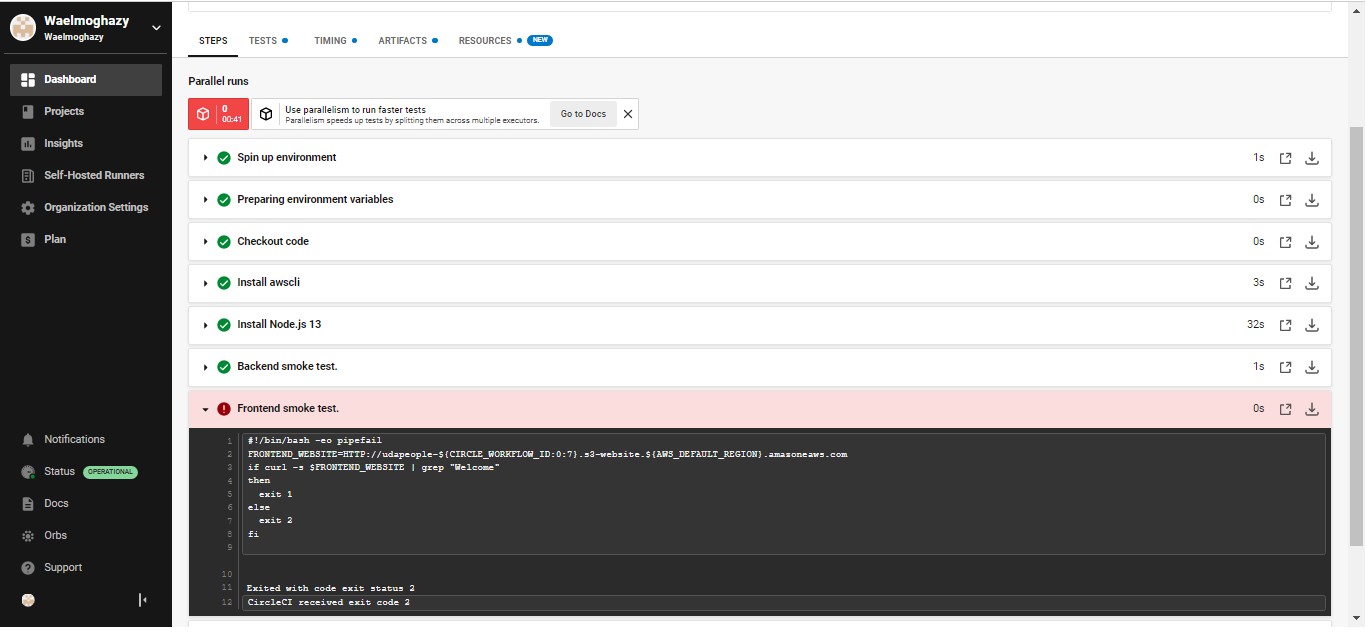 Waelmoghazy
Waelmoghazy
Dashboard
Projects
Insights
Self-Hosted Runners
Organization Settings
$ Plan
Notifications
Status OPERATIONAL
Docs
Orbs
? Support
STEPS TESTS TIMING ARTIFACTS RESOURCES NEW
Parallel runs
0
00:41
Use parallelism to run faster tests
Parallelism speeds up tests by splitting them across multiple executors.
Go to Docs
Spin up environment 1s
Preparing environment variables 0s
Checkout code 0s
Install awscli 3s
Install Node.js 13 32s
Backend smoke test. 1s
! Frontend smoke test. 0s
1 #!/bin/bash -eo pipefail
2 FRONTEND_WEBSITE=HTTP://udapeople-${CIRCLE_WORKFLOW_ID:0:7}.s3-website.${AWS_DEFAULT_REGION}.amasoneaws.com
3 if curl -s $FRONTEND_WEBSITE | grep "Welcome"
4 then
5 exit 1
6 else
7 exit 2
8 fi
9
10
11 Exited with code exit status 2
12 CircleCI received exit code 2